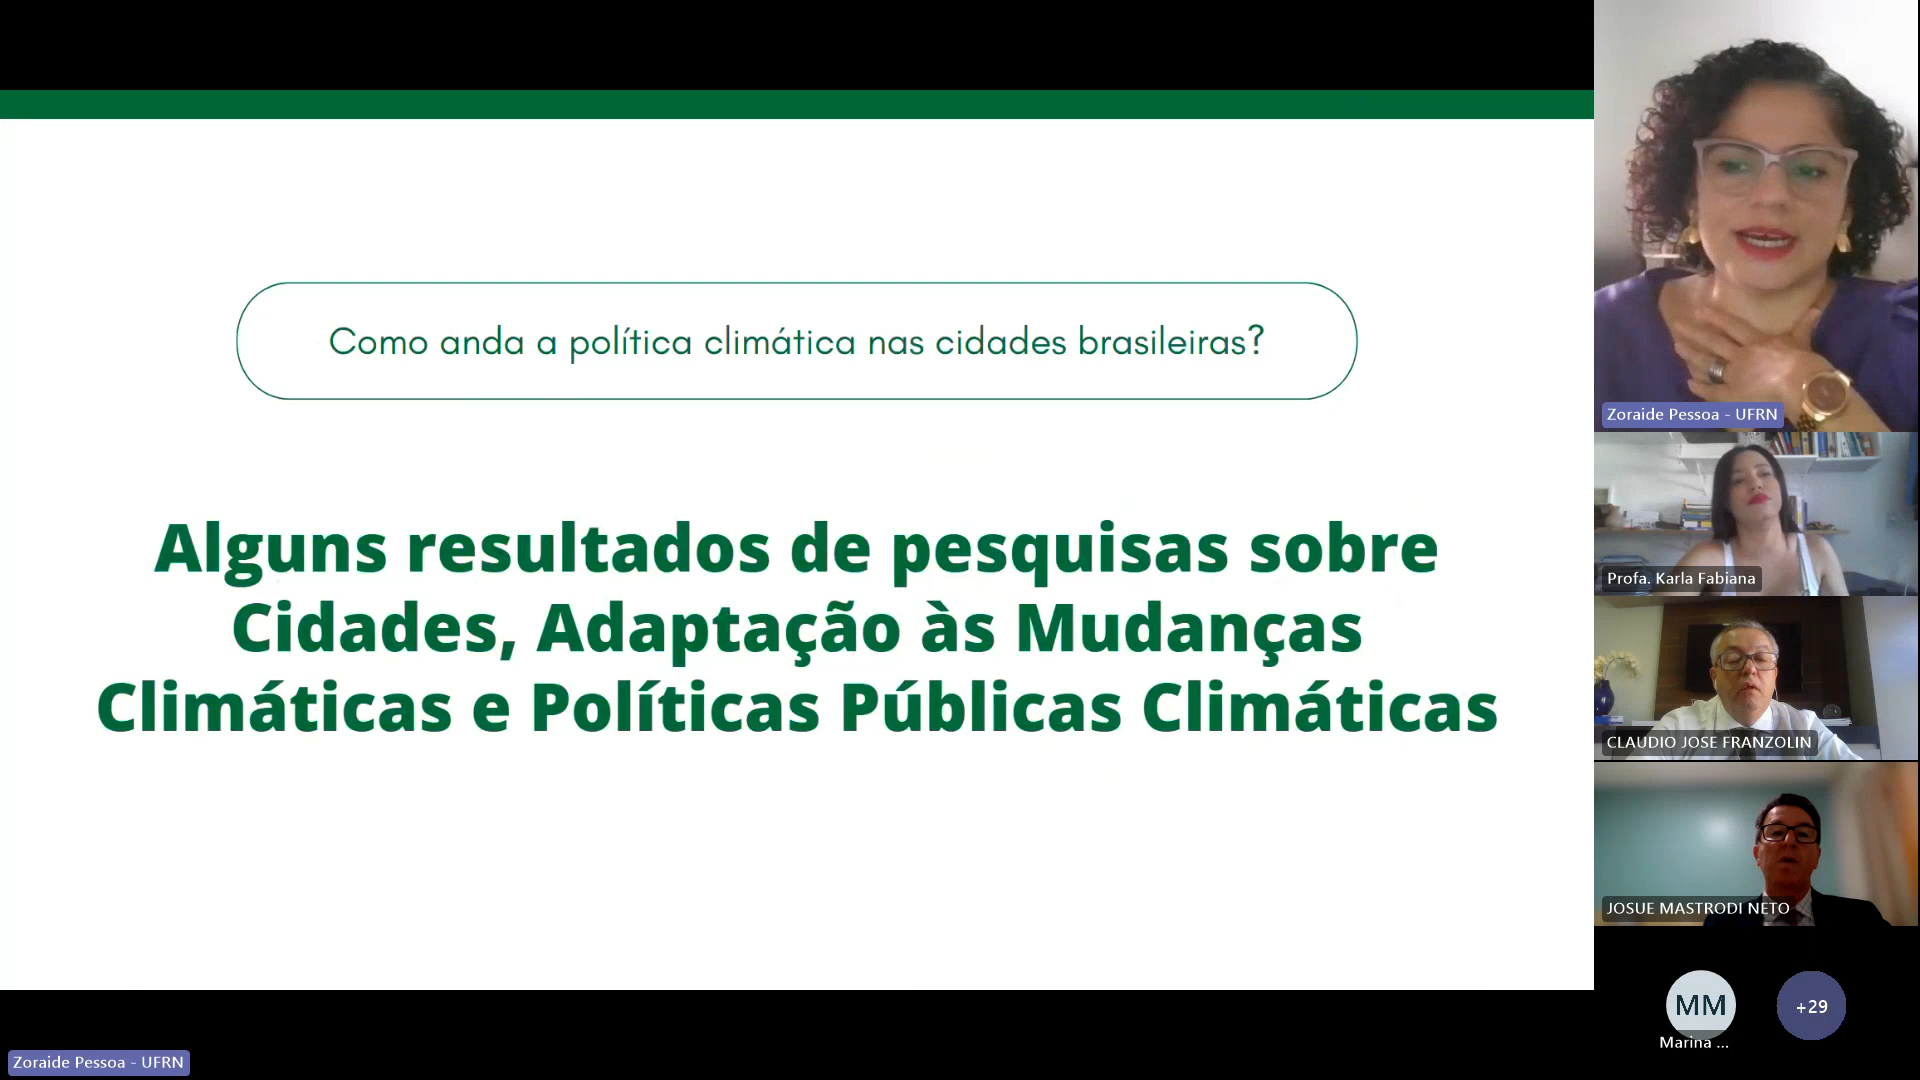 Como anda a política climática nas cidades brasileiras?
Alguns resultados de pesquisas sobre
Cidades, Adaptação às Mudanças
Climáticas e Políticas Públicas Climáticas
Zoraide Pessoa - UFRN
Profa. Karla Fabiana
CLAUDIO JOSE FRANZOLIN
JOSUE MASTRODI NETO
MM
+29
Marina ...
Zoraide Pessoa - UFRN